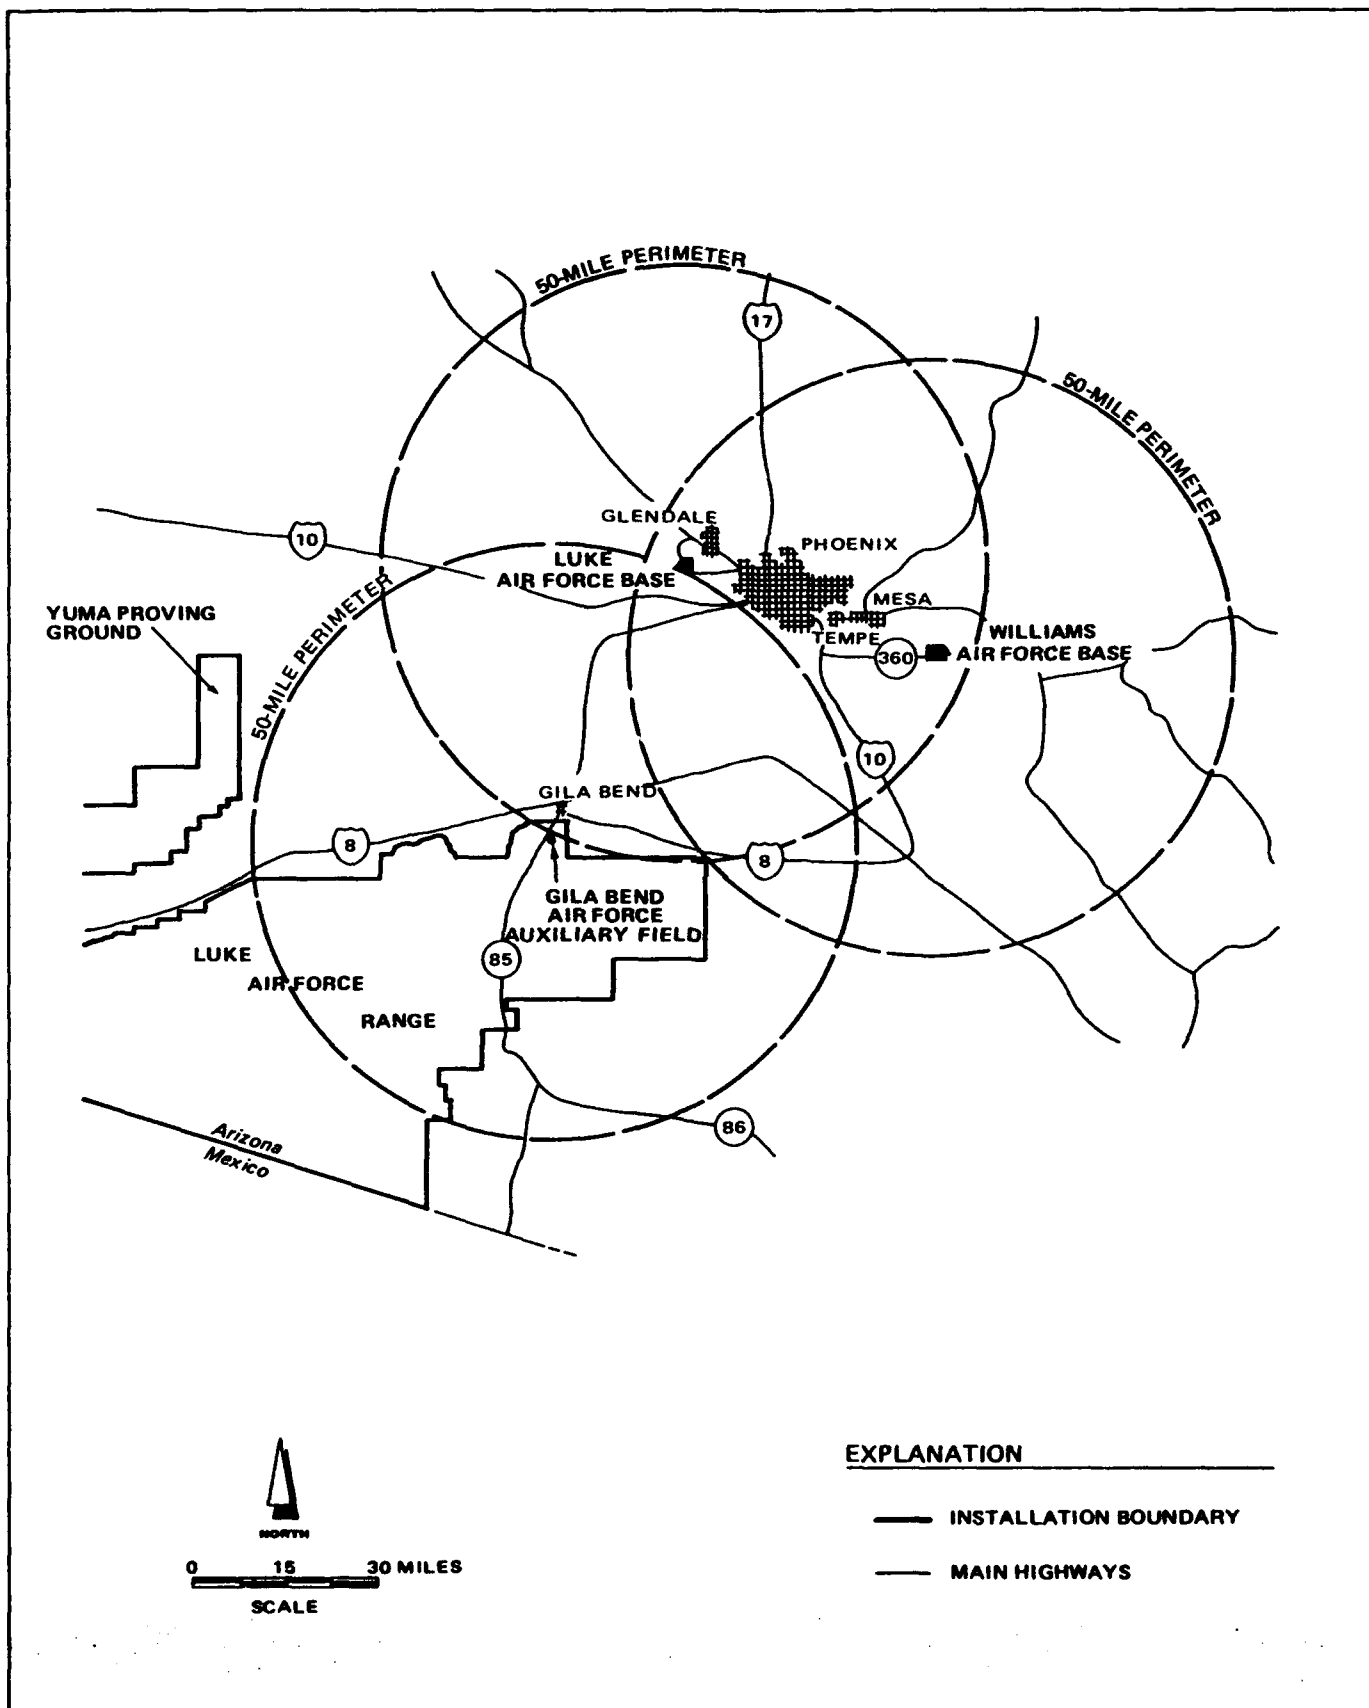 50-MILE PERIMETER
17
50-MILE PERIMETER
GLENDALE
10
PHOENIX
LUKE
AIR FORCE BASE
50-MILE PERIMETER
YUMA PROVING
GROUND
MESA
TEMPE
WILLIAMS
AIR FORCE BASE
360
10
GILA BEND
8
8
GILA BEND
AIR FORCE
AUXILIARY FIELD
85
LUKE
AIR FORCE
RANGE
86
Arizona
Mexico
NORTH
0 15 30 MILES
SCALE
EXPLANATION
INSTALLATION BOUNDARY
MAIN HIGHWAYS